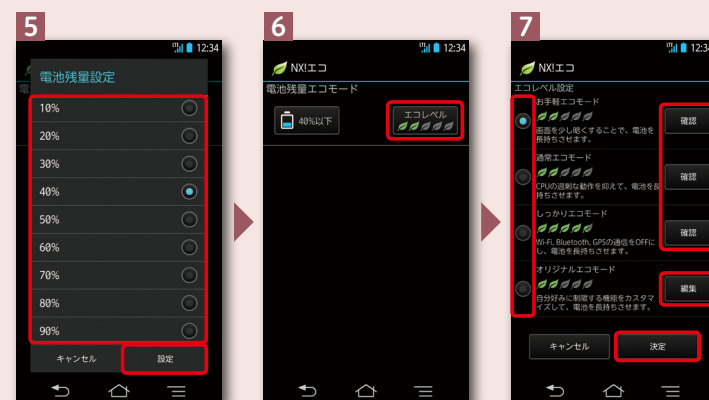 5
LTE 12:34
電池残量設定
10%
20%
30%
40%
50%
60%
70%
80%
90%
キャンセル
設定
6
LTE 12:34
NX!エコ
電池残量エコモード
40%以下
エコレベル
7
LTE 12:34
NX!エコ
エコレベル設定
お手軽エコモード
画面を少し暗くすることで、電池を
長持ちさせます。
確認
通常エコモード
CPUの過剰な動作を抑えて、電池を長
持ちさせます。
確認
しっかりエコモード
Wi-Fi, Bluetooth, GPSの通信をOFFに
し、電池を長持ちさせます。
確認
オリジナルエコモード
自分好みに制限する機能をカスタマ
イズして、電池を長持ちさせます。
編集
キャンセル
決定